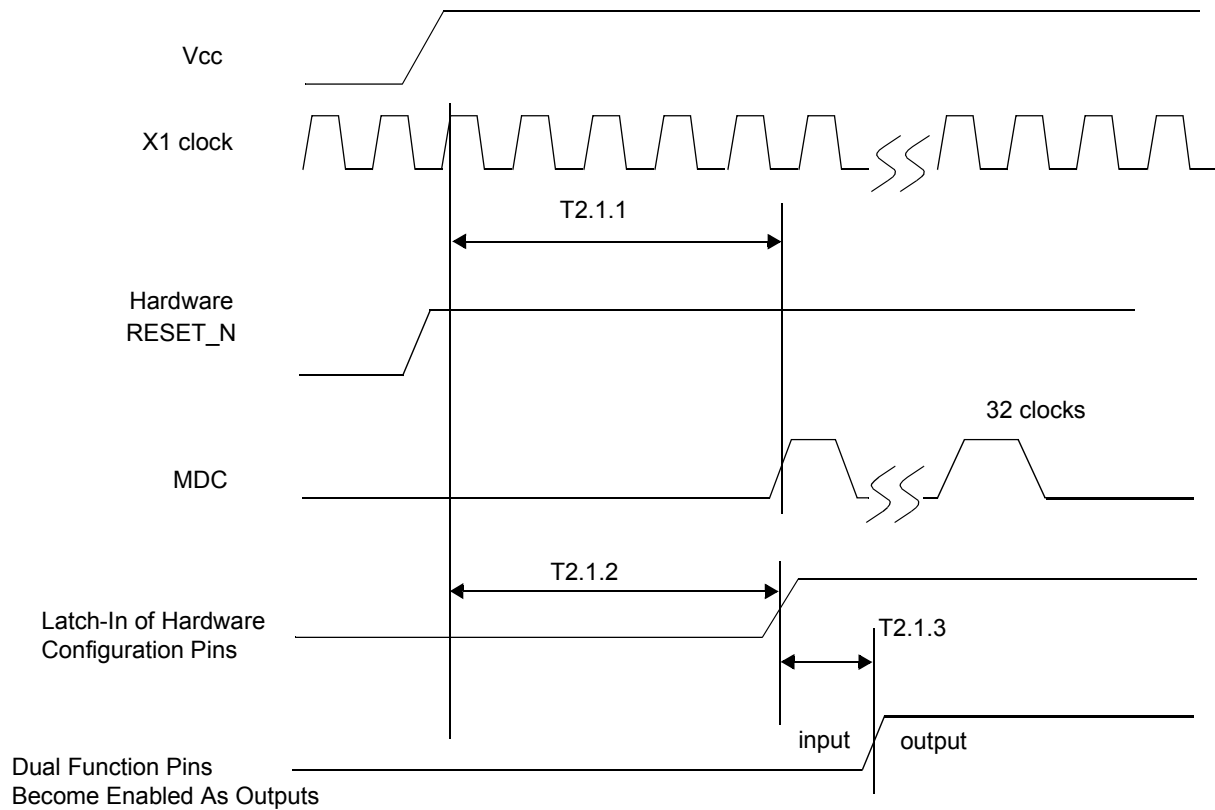 Vcc
X1 clock
T2.1.1
Hardware
RESET_N
32 clocks
MDC
T2.1.2
Latch-In of Hardware
Configuration Pins
T2.1.3
input
output
Dual Function Pins
Become Enabled As Outputs